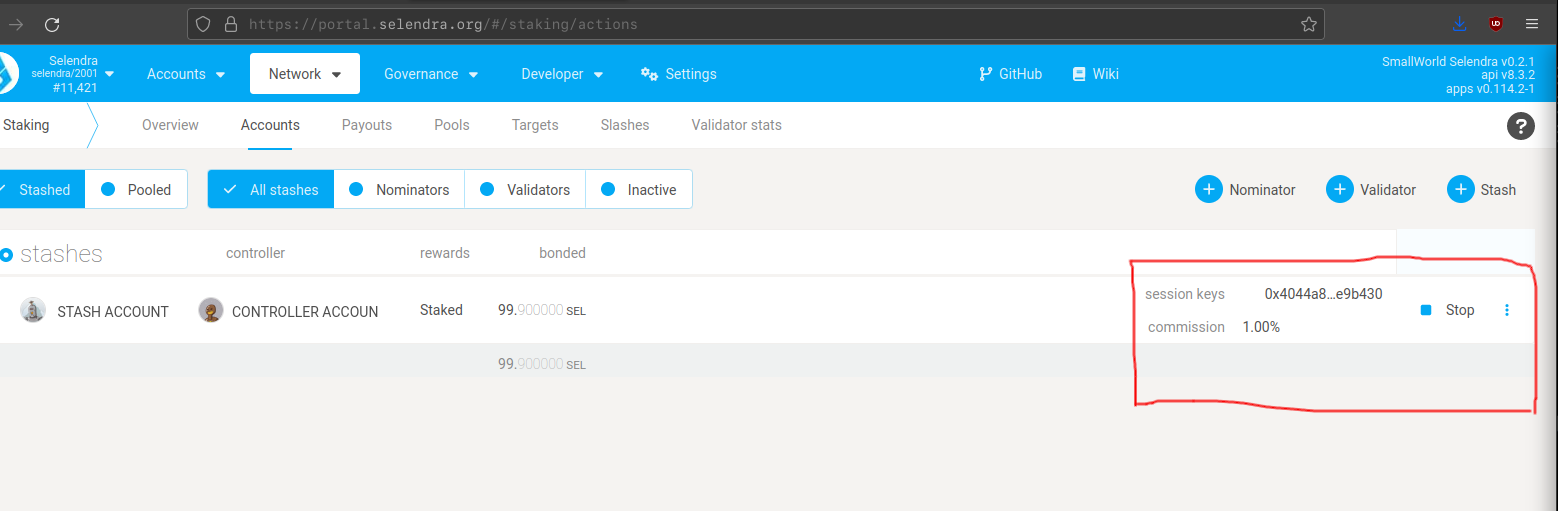 https://portal.selendra.org/#/staking/actions
Selendra
selendra/2001
#11,421
Accounts
Network
Governance
Developer
Settings
GitHub
Wiki
SmallWorld Selendra v0.2.1
api v8.3.2
apps v0.114.2-1
Staking
Overview
Accounts
Payouts
Pools
Targets
Slashes
Validator stats
?
Stashed
Pooled
All stashes
Nominators
Validators
Inactive
Nominator
Validator
Stash
stashes
controller
rewards
bonded
STASH ACCOUNT
CONTROLLER ACCOUN
Staked
99.900000 SEL
session keys
0x4044a8…e9b430
commission
1.00%
Stop
99.900000 SEL